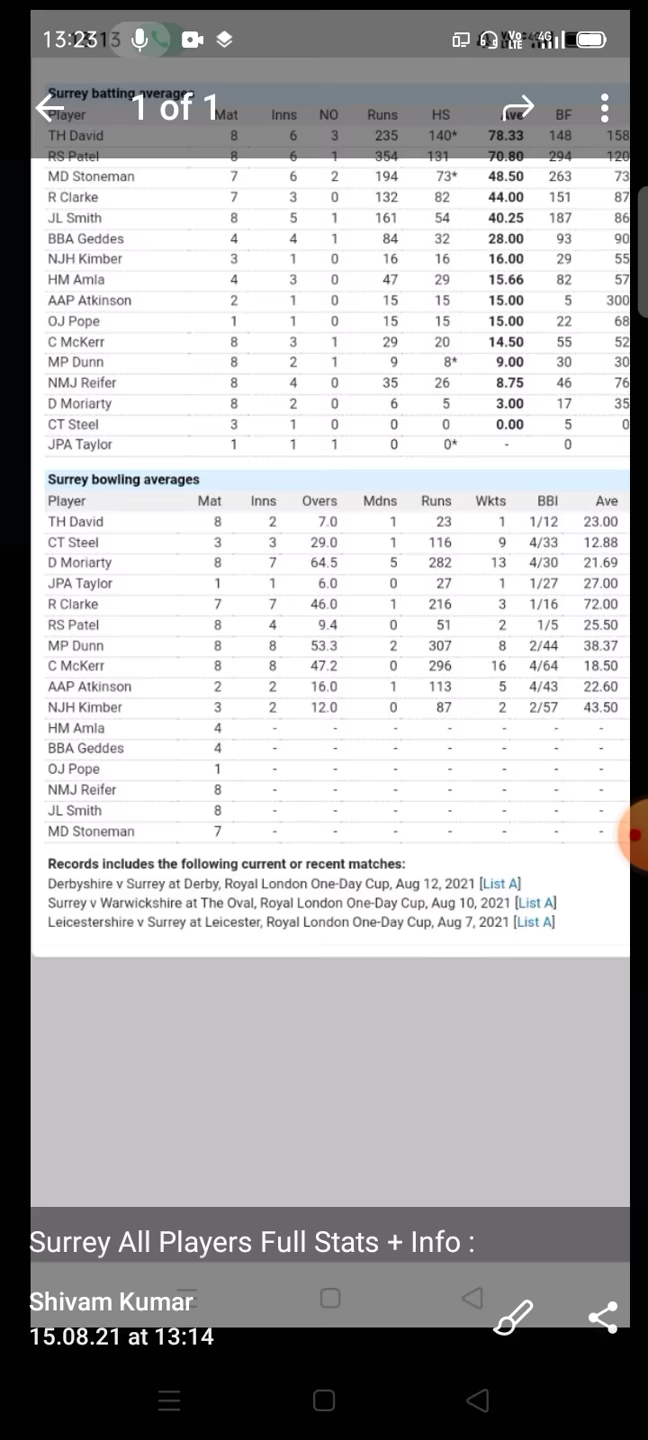 13:23
1 of 1
Surrey batting averages
Player Mat Inns NO Runs HS Ave BF
TH David 8 6 3 235 140* 78.33 148 158
RS Patel 8 6 1 354 131 70.80 294 120
MD Stoneman 7 6 2 194 73* 48.50 263 73
R Clarke 7 3 0 132 82 44.00 151 87
JL Smith 8 5 1 161 54 40.25 187 86
BBA Geddes 4 4 1 84 32 28.00 93 90
NJH Kimber 3 1 0 16 16 16.00 29 55
HM Amla 4 3 0 47 29 15.66 82 57
AAP Atkinson 2 1 0 15 15 15.00 5 300
OJ Pope 1 1 0 15 15 15.00 22 68
C McKerr 8 3 1 29 20 14.50 55 52
MP Dunn 8 2 1 9 8* 9.00 30 30
NMJ Reifer 8 4 0 35 26 8.75 46 76
D Moriarty 8 2 0 6 5 3.00 17 35
CT Steel 3 1 0 0 0 0.00 5 0
JPA Taylor 1 1 1 0 0* - 0
Surrey bowling averages
Player Mat Inns Overs Mdns Runs Wkts BBI Ave
TH David 8 2 7.0 1 23 1 1/12 23.00
CT Steel 3 3 29.0 1 116 9 4/33 12.88
D Moriarty 8 7 64.5 5 282 13 4/30 21.69
JPA Taylor 1 1 6.0 0 27 1 1/27 27.00
R Clarke 7 7 46.0 1 216 3 1/16 72.00
RS Patel 8 4 9.4 0 51 2 1/5 25.50
MP Dunn 8 8 53.3 2 307 8 2/44 38.37
C McKerr 8 8 47.2 0 296 16 4/64 18.50
AAP Atkinson 2 2 16.0 1 113 5 4/43 22.60
NJH Kimber 3 2 12.0 0 87 2 2/57 43.50
HM Amla 4 - - - - - - -
BBA Geddes 4 - - - - - - -
OJ Pope 1 - - - - - - -
NMJ Reifer 8 - - - - - - -
JL Smith 8 - - - - - - -
MD Stoneman 7 - - - - - - -
Records includes the following current or recent matches:
Derbyshire v Surrey at Derby, Royal London One-Day Cup, Aug 12, 2021 [List A]
Surrey v Warwickshire at The Oval, Royal London One-Day Cup, Aug 10, 2021 [List A]
Leicestershire v Surrey at Leicester, Royal London One-Day Cup, Aug 7, 2021 [List A]
Surrey All Players Full Stats + Info :
Shivam Kumar
15.08.21 at 13:14